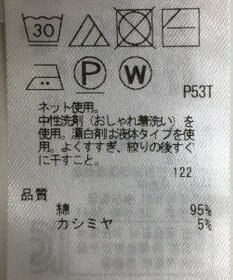 30
P53T
P
W
ネット使用。
中性洗剤（おしゃれ着洗い）を
使用。漂白剤は液体タイプを使
用。よくすすぎ、絞りの後すぐ
に干すこと。
122
品質
綿 95%
カシミヤ 5%